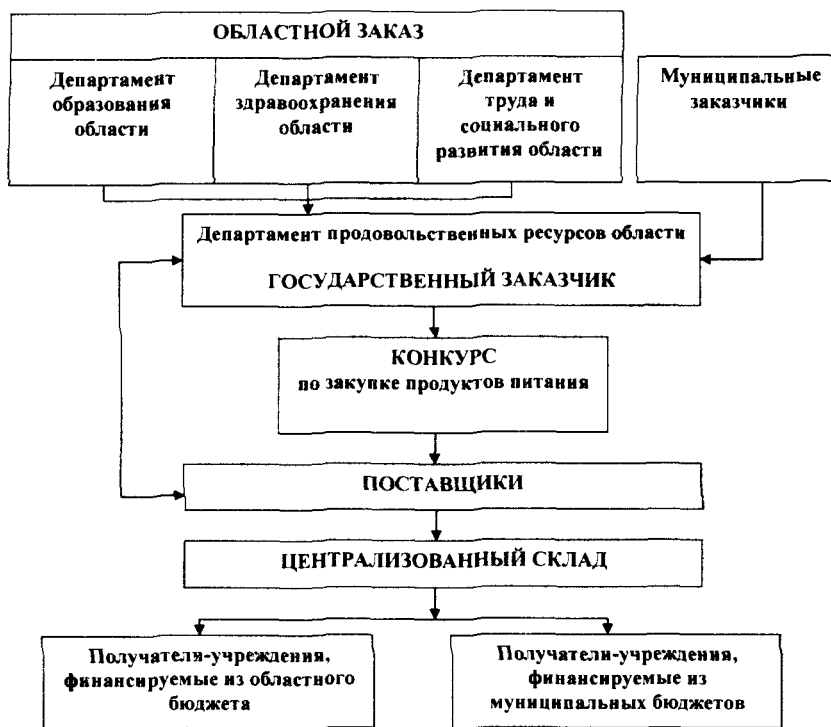 ОБЛАСТНОЙ ЗАКАЗ
Департамент
образования
области
Департамент
здравоохранения
области
Департамент
труда и
социального
развития области
Муниципальные
заказчики
Департамент продовольственных ресурсов области
ГОСУДАРСТВЕННЫЙ ЗАКАЗЧИК
КОНКУРС
по закупке продуктов питания
ПОСТАВЩИКИ
ЦЕНТРАЛИЗОВАННЫЙ СКЛАД
Получатели-учреждения,
финансируемые из областного
бюджета
Получатели-учреждения,
финансируемые из
муниципальных бюджетов